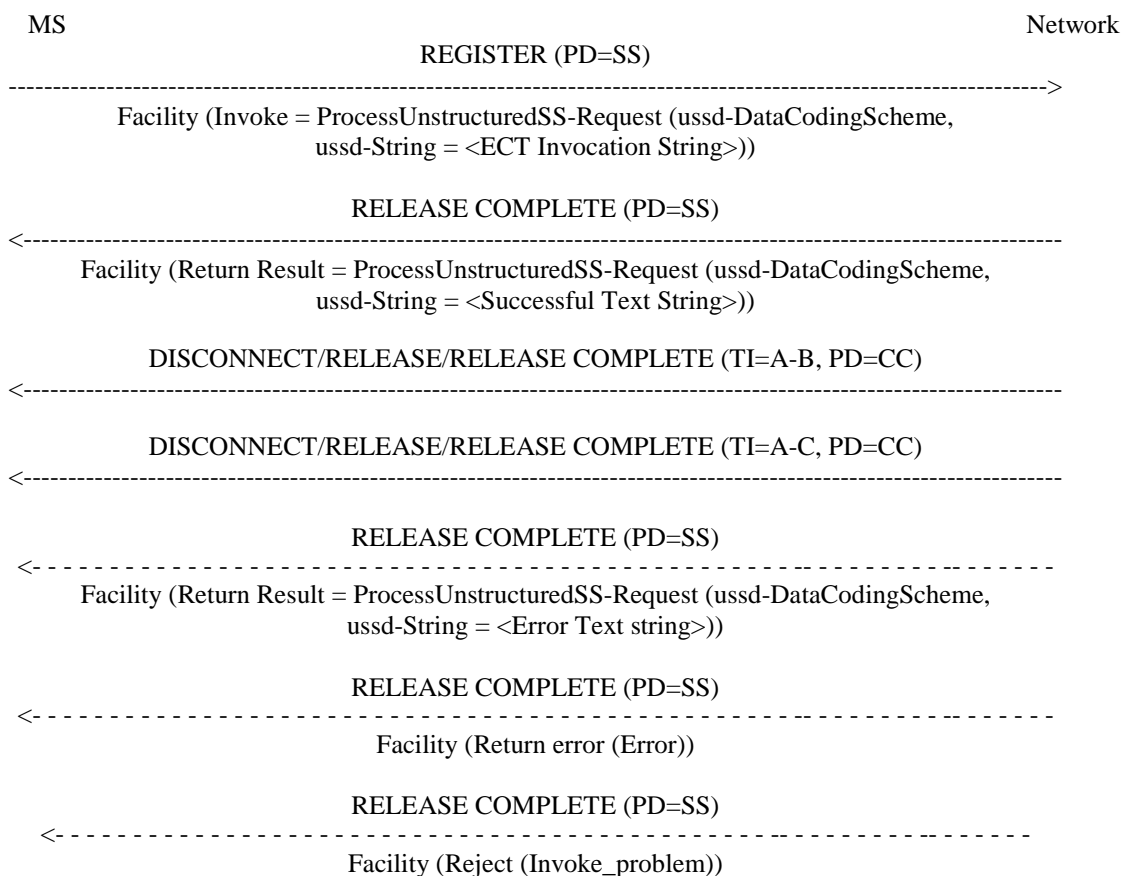 MS Network
REGISTER (PD=SS)
Facility (Invoke = ProcessUnstructuredSS-Request (ussd-DataCodingScheme,
ussd-String = <ECT Invocation String>))
RELEASE COMPLETE (PD=SS)
Facility (Return Result = ProcessUnstructuredSS-Request (ussd-DataCodingScheme,
ussd-String = <Successful Text String>))
DISCONNECT/RELEASE/RELEASE COMPLETE (TI=A-B, PD=CC)
DISCONNECT/RELEASE/RELEASE COMPLETE (TI=A-C, PD=CC)
RELEASE COMPLETE (PD=SS)
Facility (Return Result = ProcessUnstructuredSS-Request (ussd-DataCodingScheme,
ussd-String = <Error Text string>))
RELEASE COMPLETE (PD=SS)
Facility (Return error (Error))
RELEASE COMPLETE (PD=SS)
Facility (Reject (Invoke_problem))